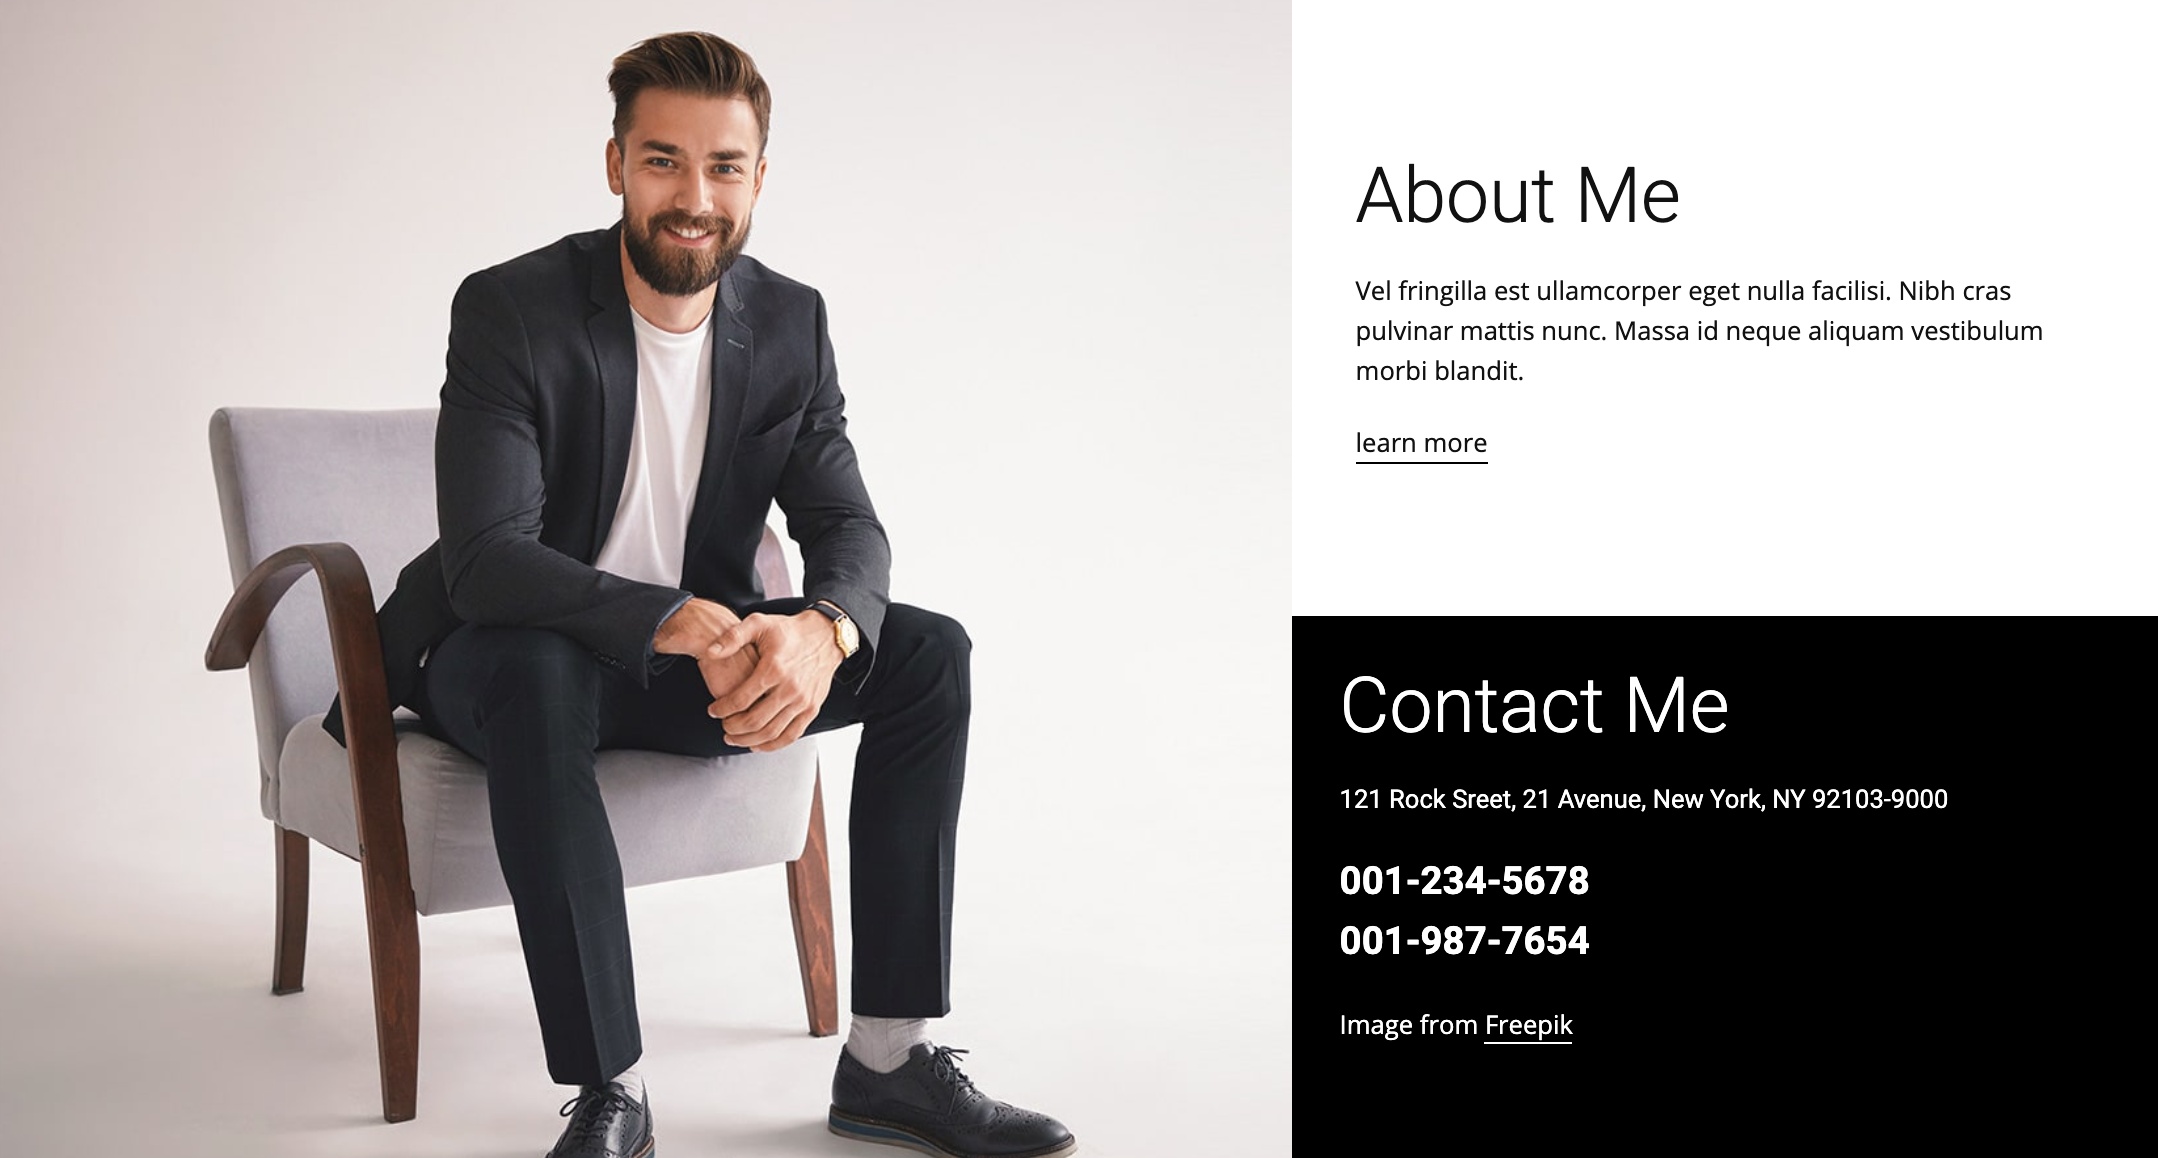 About Me
Vel fringilla est ullamcorper eget nulla facilisi. Nibh cras
pulvinar mattis nunc. Massa id neque aliquam vestibulum
morbi blandit.
learn more
Contact Me
121 Rock Sreet, 21 Avenue, New York, NY 92103-9000
001-234-5678
001-987-7654
Image from Freepik